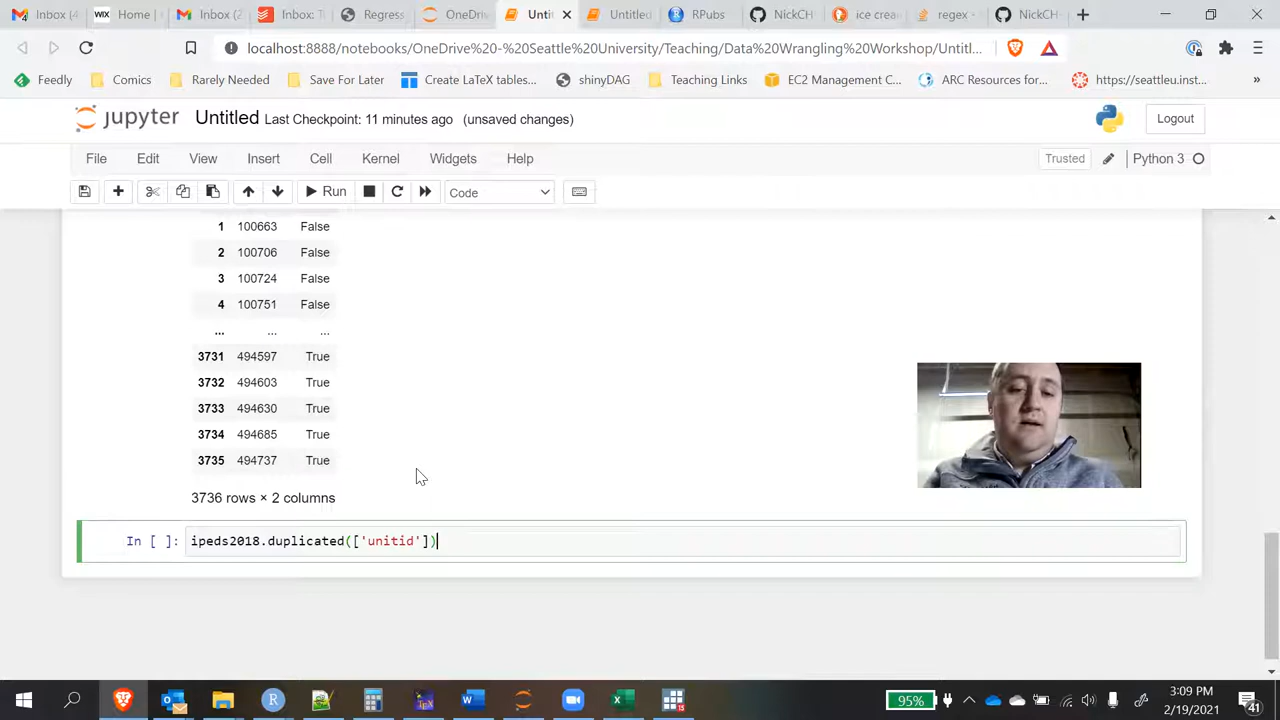 Inbox (4
Home |
Inbox (2
Inbox: T
Regress
OneDriv
Untit
Untitled
RPubs
NickCH-
ice crea
regex -
NickCH-
localhost:8888/notebooks/OneDrive%20-%20Seattle%20University/Teaching/Data%20Wrangling%20Workshop/Untitl...
Feedly
Comics
Rarely Needed
Save For Later
Create LaTeX tables...
shinyDAG
Teaching Links
EC2 Management C...
ARC Resources for...
https://seattleu.inst...
»
jupyter Untitled Last Checkpoint: 11 minutes ago (unsaved changes)
Logout
File Edit View Insert Cell Kernel Widgets Help
Trusted
Python 3
Run
Code
1 100663 False
2 100706 False
3 100724 False
4 100751 False
... ... ...
3731 494597 True
3732 494603 True
3733 494630 True
3734 494685 True
3735 494737 True
3736 rows × 2 columns
In [ ]: ipeds2018.duplicated(['unitid'])
95%
3:09 PM
2/19/2021
41